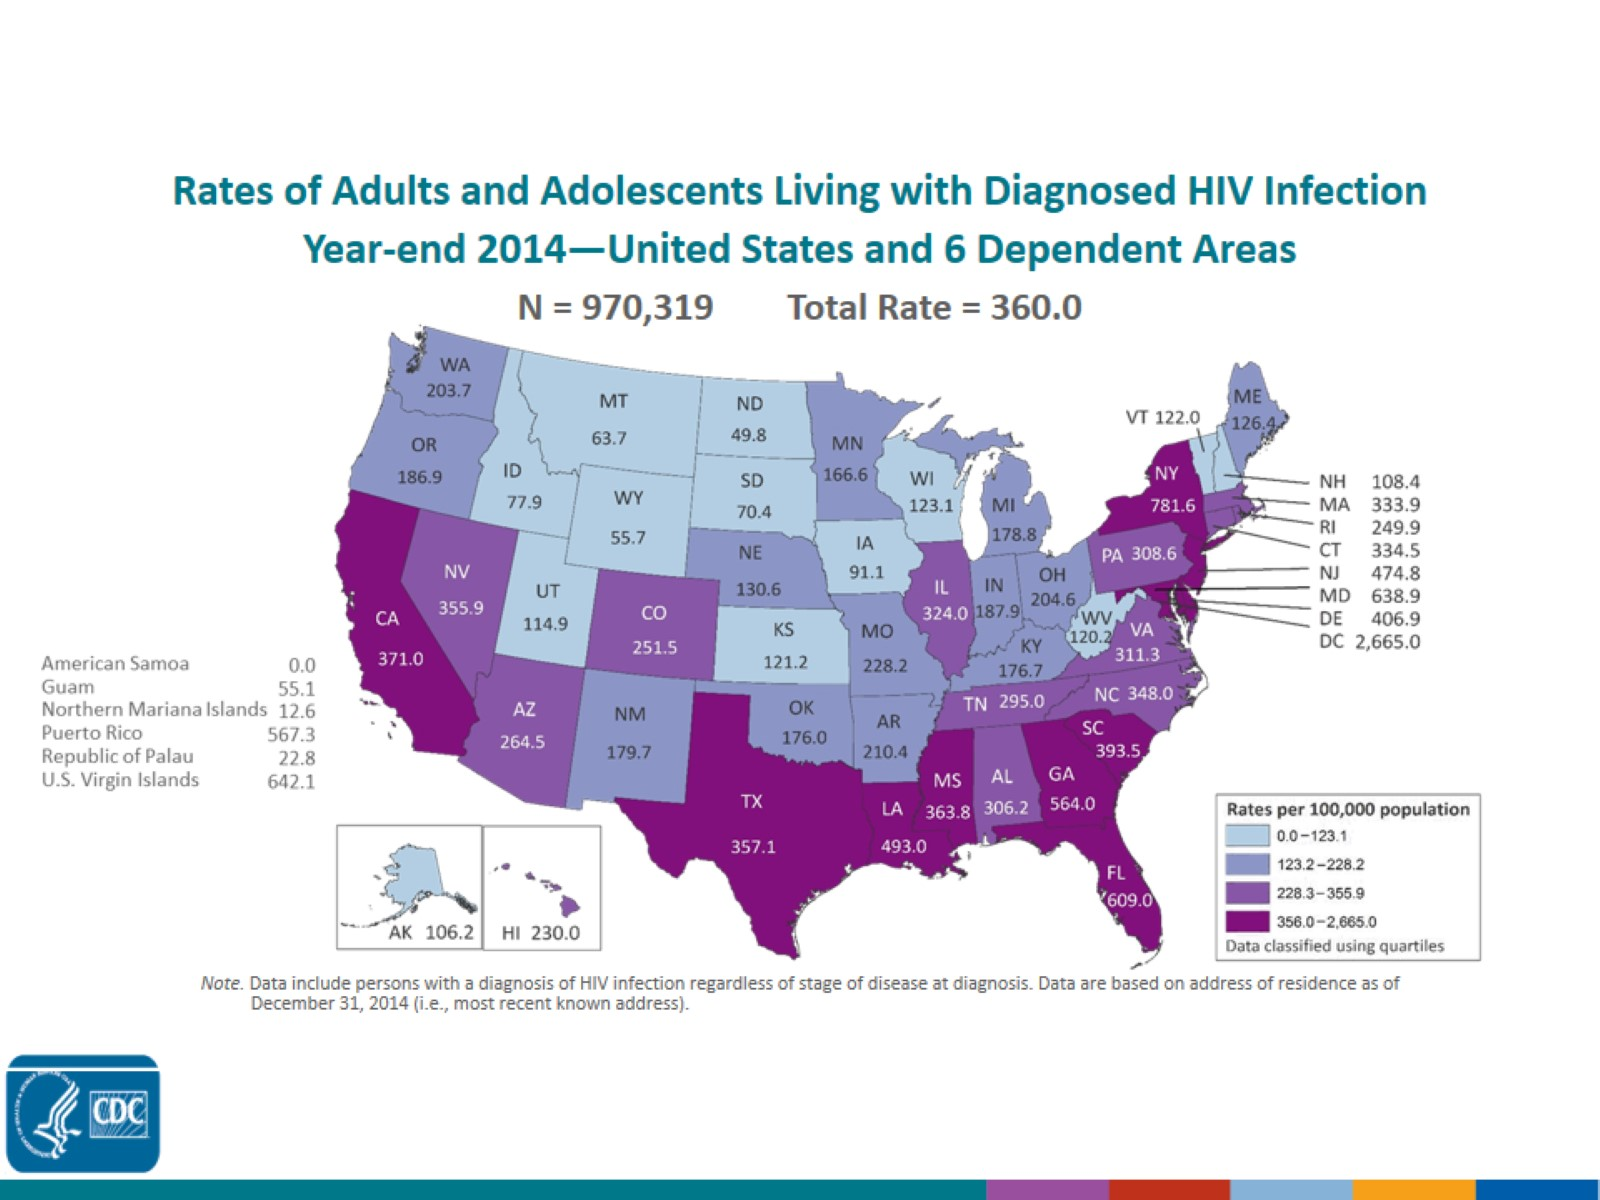 Rates of Adults and Adolescents Living with Diagnosed HIV Infection
Year-end 2014—United States and 6 Dependent Areas
N = 970,319 Total Rate = 360.0
WA
203.7
OR
186.9
CA
371.0
NV
355.9
ID
77.9
MT
63.7
WY
55.7
UT
114.9
CO
251.5
AZ
264.5
NM
179.7
ND
49.8
SD
70.4
NE
130.6
KS
121.2
OK
176.0
TX
357.1
MN
166.6
IA
91.1
MO
228.2
AR
210.4
LA
493.0
WI
123.1
IL
324.0
MI
178.8
IN
187.9
OH
204.6
KY
176.7
TN 295.0
MS
363.8
AL
306.2
GA
564.0
FL
609.0
SC
393.5
NC 348.0
VA
311.3
WV
120.2
PA 308.6
NY
781.6
VT 122.0
ME
126.4
NH 108.4
MA 333.9
RI 249.9
CT 334.5
NJ 474.8
MD 638.9
DE 406.9
DC 2,665.0
American Samoa 0.0
Guam 55.1
Northern Mariana Islands 12.6
Puerto Rico 567.3
Republic of Palau 22.8
U.S. Virgin Islands 642.1
AK 106.2
HI 230.0
Rates per 100,000 population
0.0–123.1
123.2–228.2
228.3–355.9
356.0–2,665.0
Data classified using quartiles
Note. Data include persons with a diagnosis of HIV infection regardless of stage of disease at diagnosis. Data are based on address of residence as of
December 31, 2014 (i.e., most recent known address).
CDC